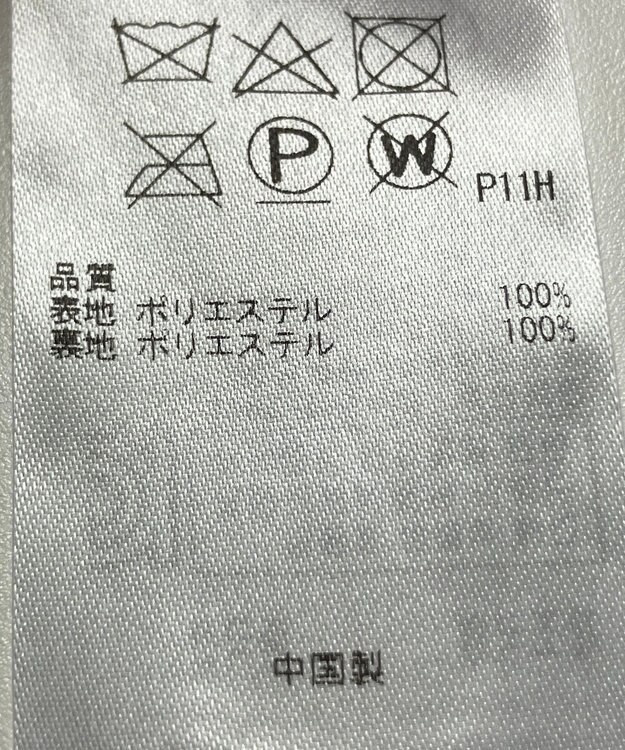 P W P11H
品質
表地 ポリエステル 100%
裏地 ポリエステル 100%
中国製